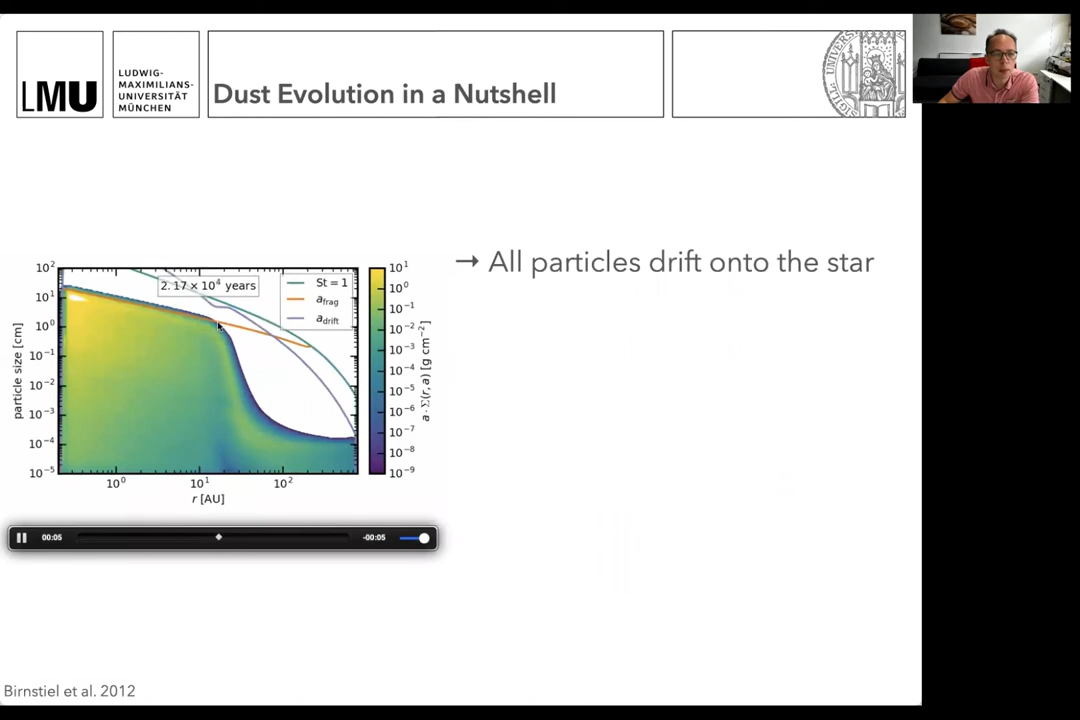 LMU
LUDWIG-
MAXIMILIANS-
UNIVERSITÄT
MÜNCHEN
Dust Evolution in a Nutshell
→ All particles drift onto the star
2.17 × 10⁴ years
St = 1
a_frag
a_drift
particle size [cm]
10²
10¹
10⁰
10⁻¹
10⁻²
10⁻³
10⁻⁴
10⁻⁵
10⁰
10¹
10²
r [AU]
10¹
10⁰
10⁻¹
10⁻²
10⁻³
10⁻⁴
10⁻⁵
10⁻⁶
10⁻⁷
10⁻⁸
10⁻⁹
a · Σ(r, a) [g cm⁻²]
00:05
-00:05
Birnstiel et al. 2012